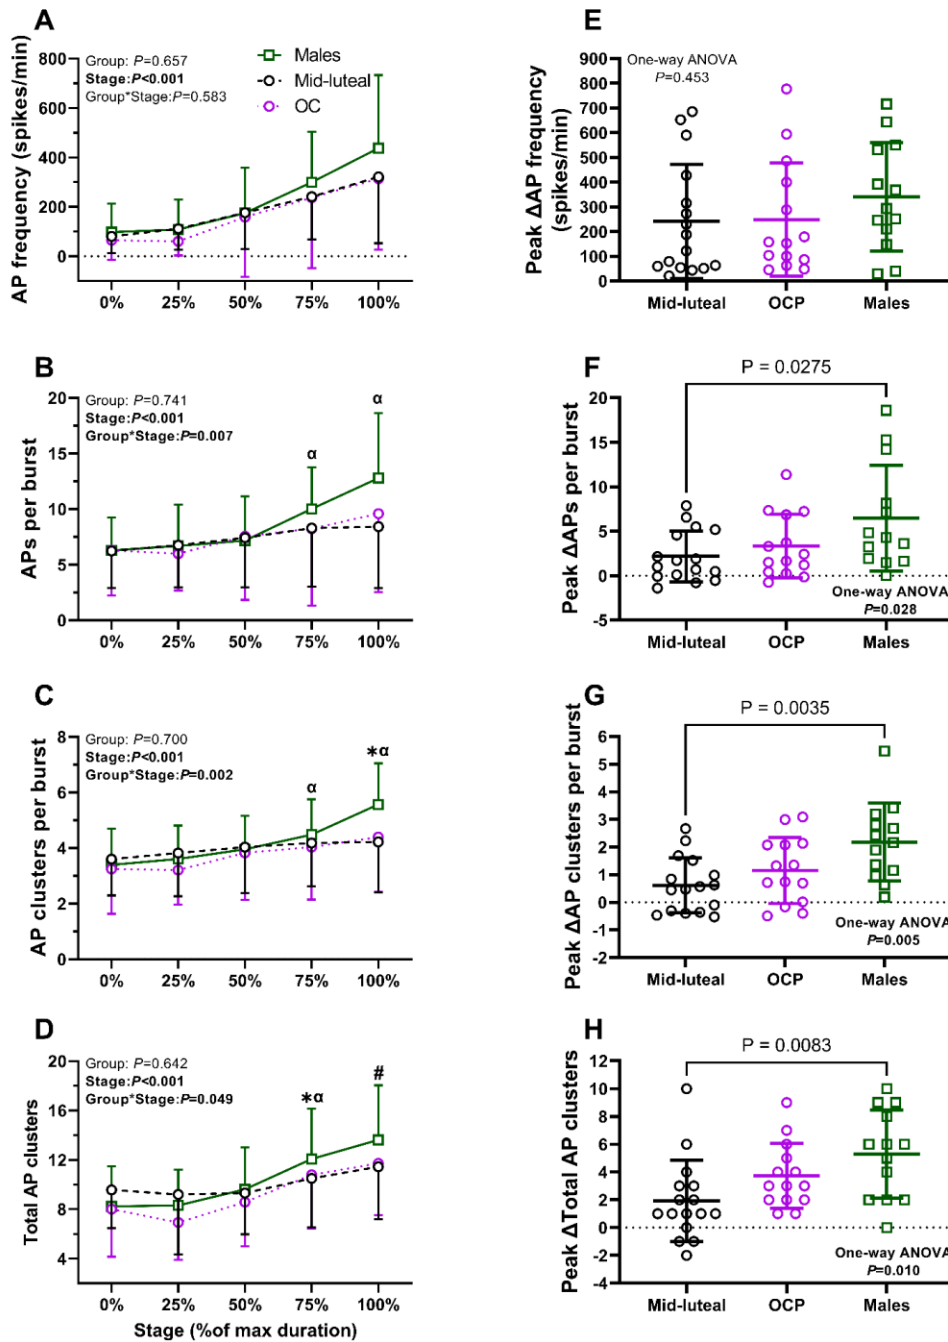 A
Group: P=0.657
Stage:P<0.001
Group*Stage:P=0.583
Males
Mid-luteal
OC
AP frequency (spikes/min)
800
600
400
200
0
0% 25% 50% 75% 100%
E
One-way ANOVA
P=0.453
Peak ΔAP frequency
(spikes/min)
900
800
700
600
500
400
300
200
100
0
Mid-luteal OCP Males
B
Group: P=0.741
Stage:P<0.001
Group*Stage:P=0.007
α
α
APs per burst
20
15
10
5
0
0% 25% 50% 75% 100%
F
P = 0.0275
Peak ΔAPs per burst
20
15
10
5
0
-5
One-way ANOVA
P=0.028
Mid-luteal OCP Males
C
Group: P=0.700
Stage:P<0.001
Group*Stage:P=0.002
α
*α
AP clusters per burst
8
6
4
2
0
0% 25% 50% 75% 100%
G
P = 0.0035
Peak ΔAP clusters per burst
6
5
4
3
2
1
0
-1
-2
One-way ANOVA
P=0.005
Mid-luteal OCP Males
D
Group: P=0.642
Stage:P<0.001
Group*Stage:P=0.049
*α
#
Total AP clusters
20
16
12
8
4
0% 25% 50% 75% 100%
Stage (%of max duration)
H
P = 0.0083
Peak ΔTotal AP clusters
12
10
8
6
4
2
0
-2
-4
One-way ANOVA
P=0.010
Mid-luteal OCP Males